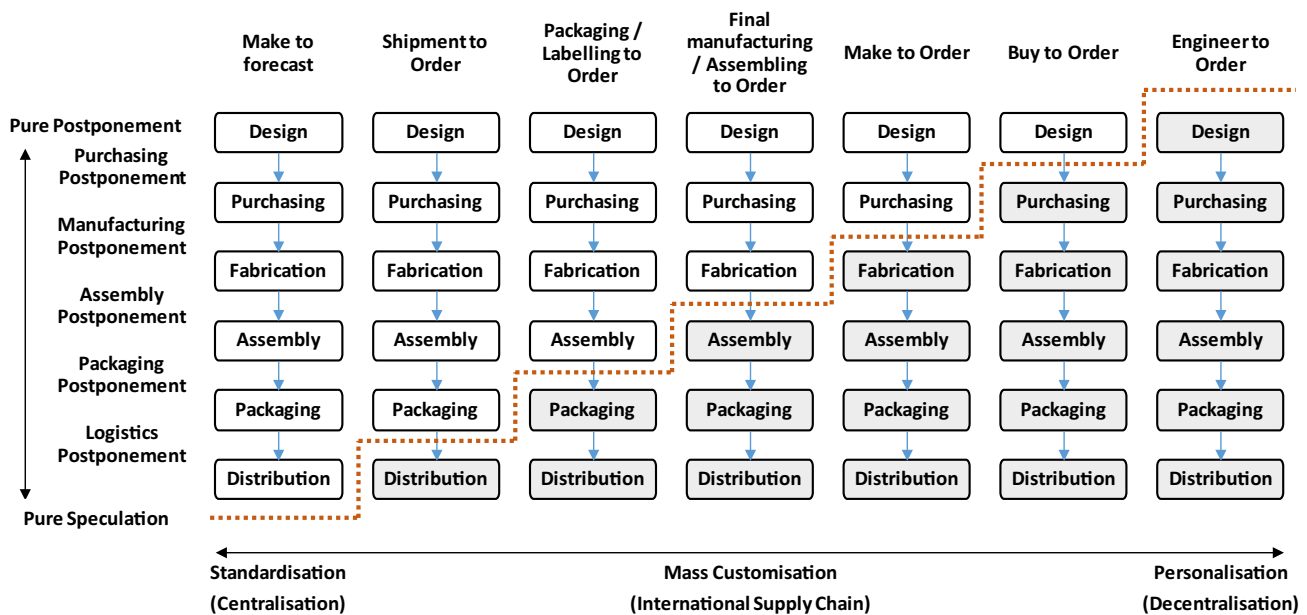 Make to
forecast
Shipment to
Order
Packaging /
Labelling to
Order
Final
manufacturing
/ Assembling
to Order
Make to Order
Buy to Order
Engineer to
Order
Pure Postponement
Design
Design
Design
Design
Design
Design
Design
Purchasing
Postponement
Purchasing
Purchasing
Purchasing
Purchasing
Purchasing
Purchasing
Purchasing
Manufacturing
Postponement
Fabrication
Fabrication
Fabrication
Fabrication
Fabrication
Fabrication
Fabrication
Assembly
Postponement
Assembly
Assembly
Assembly
Assembly
Assembly
Assembly
Assembly
Packaging
Postponement
Packaging
Packaging
Packaging
Packaging
Packaging
Packaging
Packaging
Logistics
Postponement
Distribution
Distribution
Distribution
Distribution
Distribution
Distribution
Distribution
Pure Speculation
Standardisation
(Centralisation)
Mass Customisation
(International Supply Chain)
Personalisation
(Decentralisation)